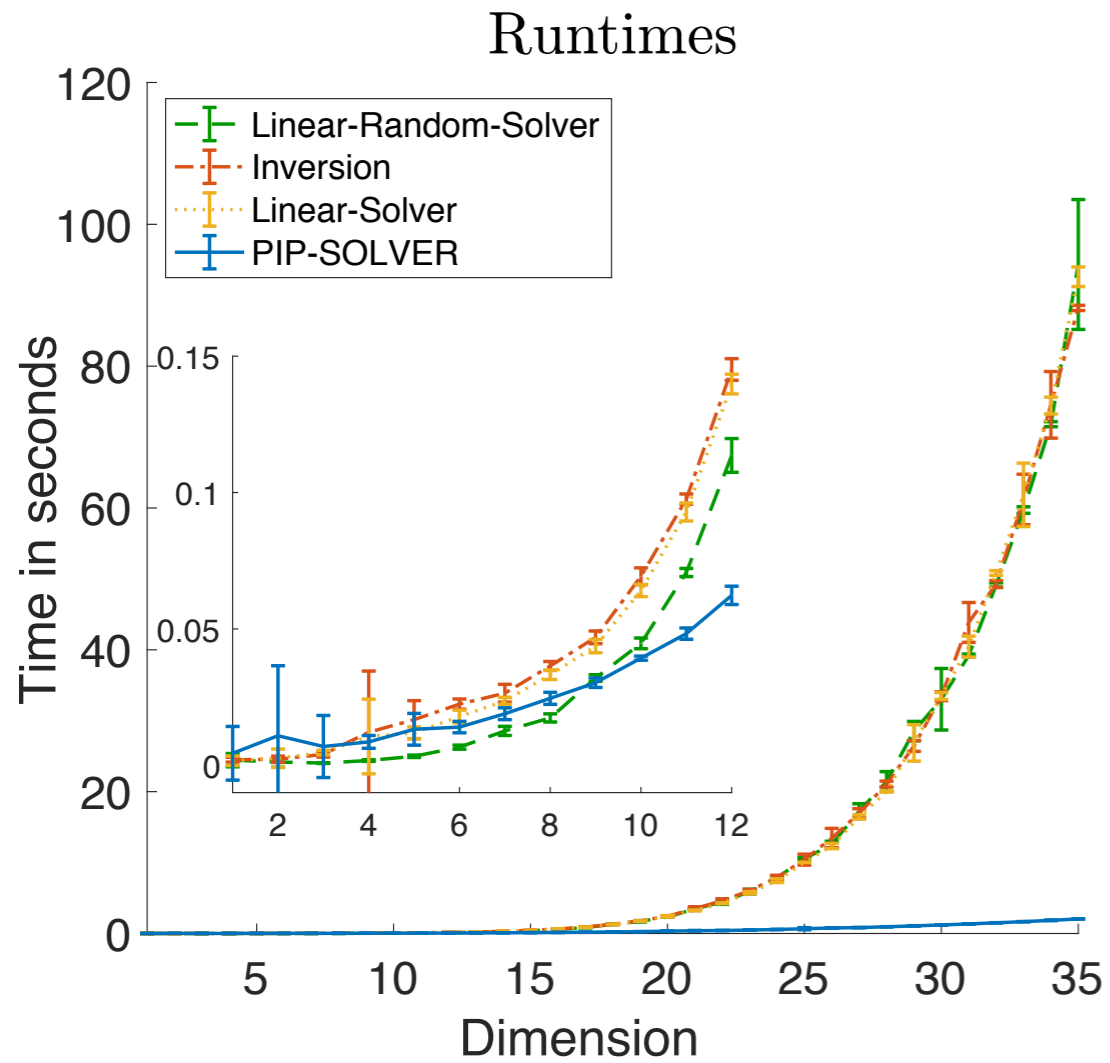 Runtimes
120
100
80
60
40
20
0
Time in seconds
Linear-Random-Solver
Inversion
Linear-Solver
PIP-SOLVER
0.15
0.1
0.05
0
2 4 6 8 10 12
5 10 15 20 25 30 35
Dimension